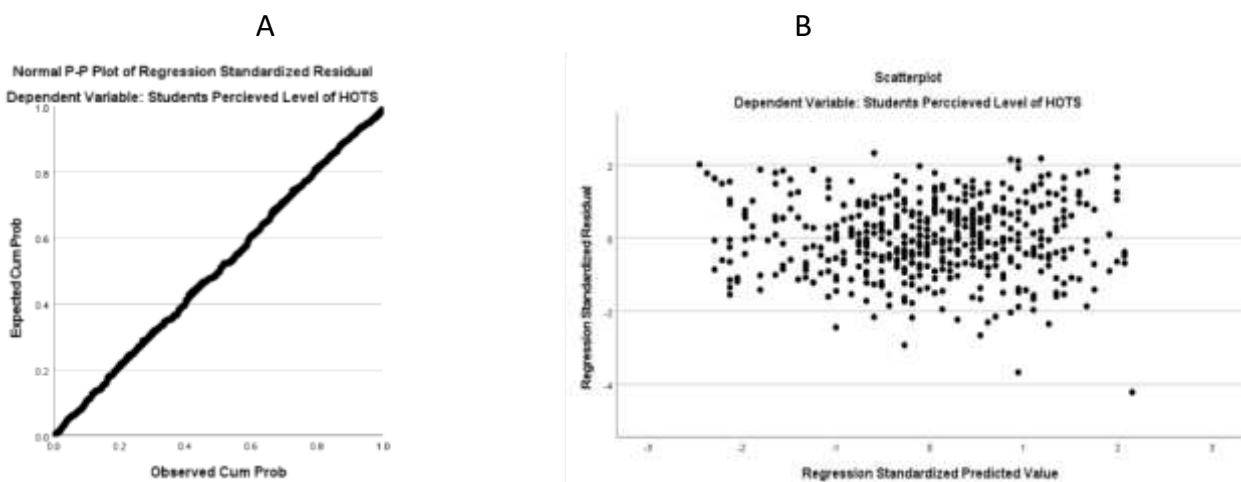 A
B
Normal P-P Plot of Regression Standardized Residual
Dependent Variable: Students Percieved Level of HOTS
1.0
0.8
0.6
0.4
0.2
0.0
0.0 0.2 0.4 0.6 0.8 1.0
Expected Cum Prob
Observed Cum Prob
Scatterplot
Dependent Variable: Students Percieved Level of HOTS
2
0
-2
-4
-3 -2 -1 0 1 2 3
Regression Standardized Residual
Regression Standardized Predicted Value